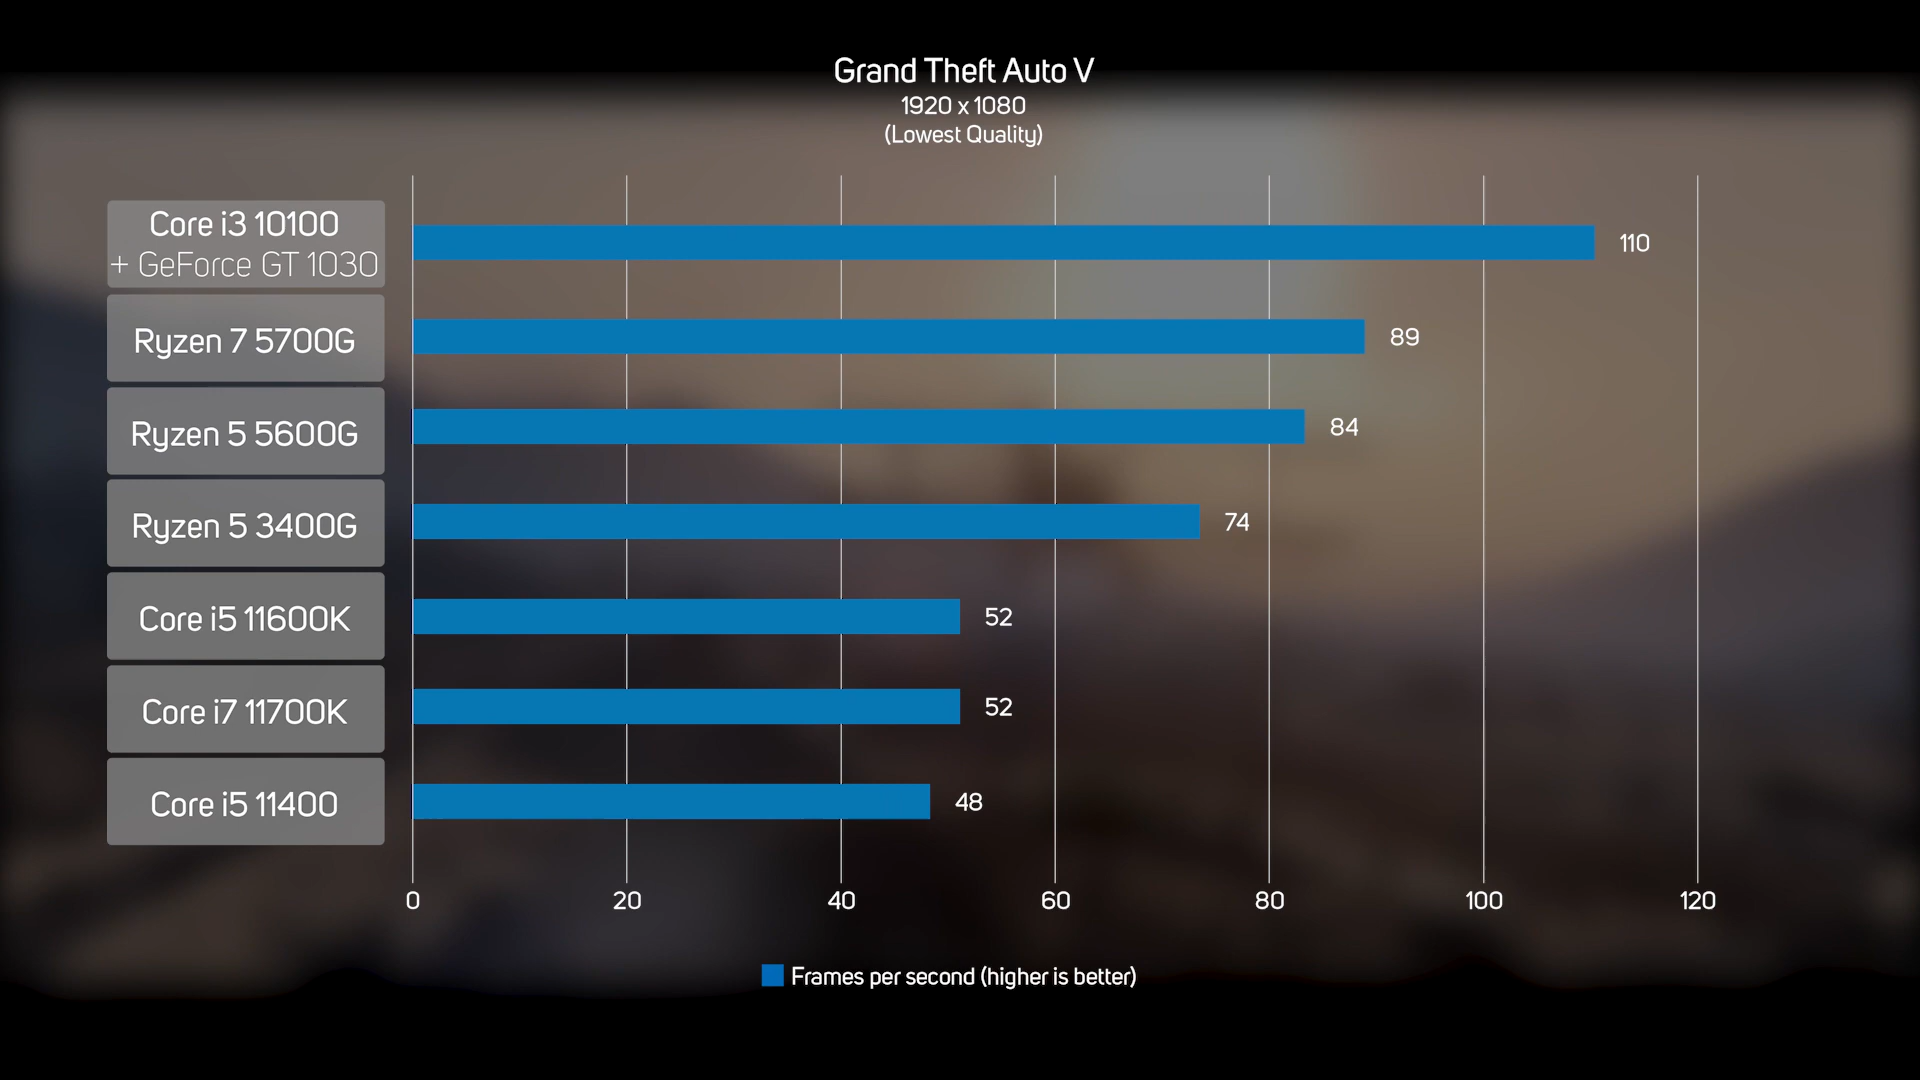 Grand Theft Auto V
1920 x 1080
(Lowest Quality)
Core i3 10100
+ GeForce GT 1030
110
Ryzen 7 5700G
89
Ryzen 5 5600G
84
Ryzen 5 3400G
74
Core i5 11600K
52
Core i7 11700K
52
Core i5 11400
48
0 20 40 60 80 100 120
Frames per second (higher is better)